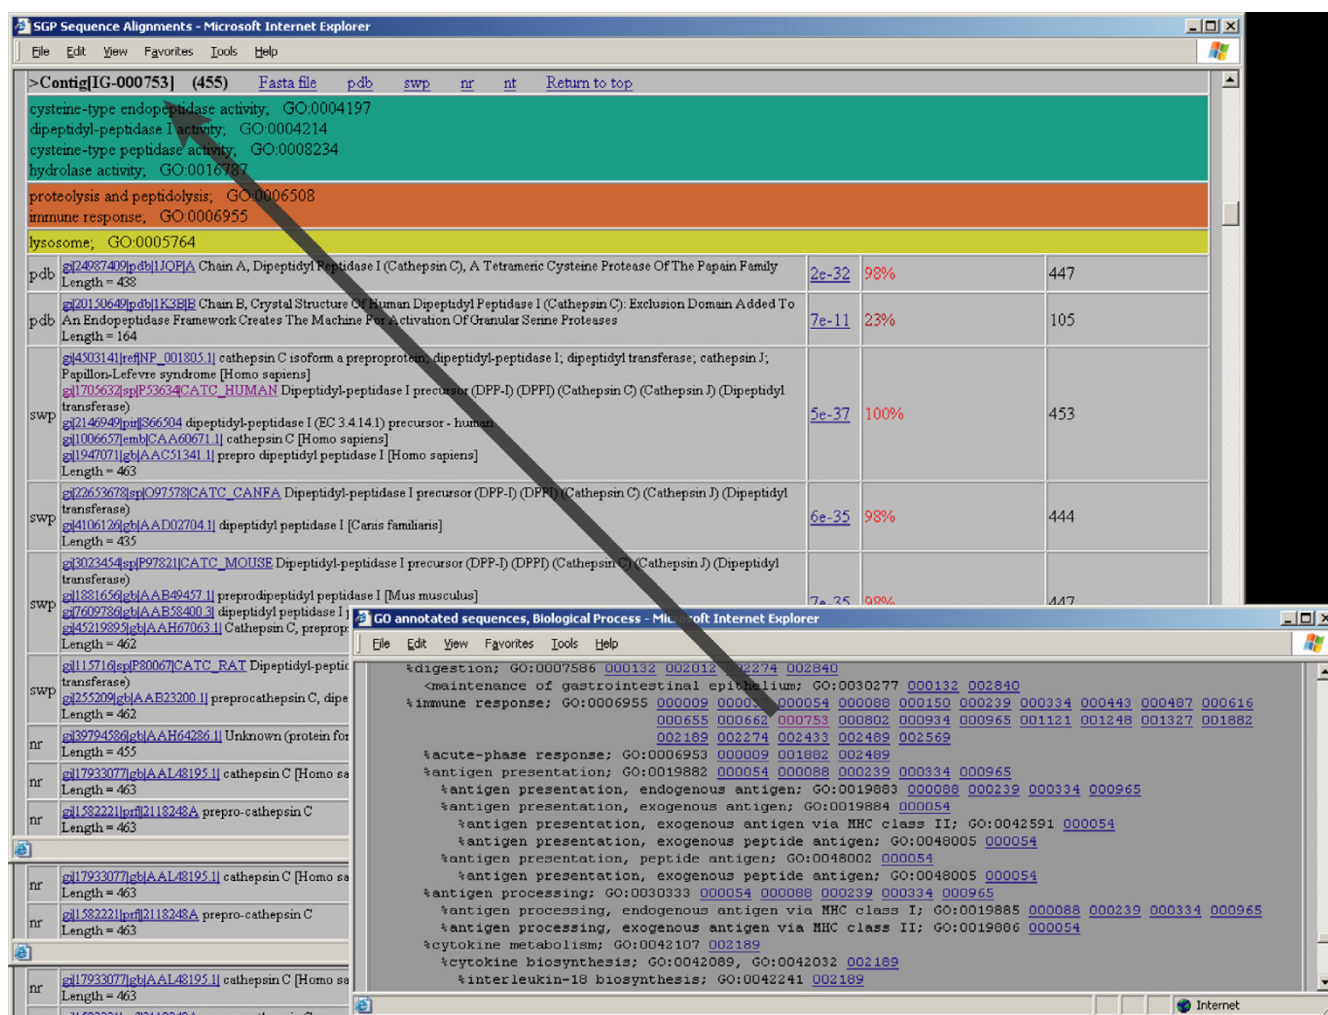 SGP Sequence Alignments - Microsoft Internet Explorer
File Edit View Favorites Tools Help
>Contig[IG-000753] (455) Fasta file pdb swp nr nt Return to top
cysteine-type endopeptidase activity; GO:0004197
dipeptidyl-peptidase I activity; GO:0004214
cysteine-type peptidase activity; GO:0008234
hydrolase activity; GO:0016787
proteolysis and peptidolysis; GO:0006508
immune response; GO:0006955
lysosome; GO:0005764
pdb gi|24987409|pdb|1JQP|A Chain A, Dipeptidyl Peptidase I (Cathepsin C), A Tetrameric Cysteine Protease Of The Papain Family 2e-32 98% 447
Length = 438
gi|20150649|pdb|1K3B|B Chain B, Crystal Structure Of Human Dipeptidyl Peptidase I (Cathepsin C): Exclusion Domain Added To
pdb An Endopeptidase Framework Creates The Machine For Activation Of Granular Serine Proteases 7e-11 23% 105
Length = 164
gi|4503141|ref|NP_001805.1| cathepsin C isoform a preproprotein; dipeptidyl-peptidase I; dipeptidyl transferase; cathepsin J;
Papillon-Lefevre syndrome [Homo sapiens]
gi|1705632|sp|P53634|CATC_HUMAN Dipeptidyl-peptidase I precursor (DPP-I) (DPPI) (Cathepsin C) (Cathepsin J) (Dipeptidyl
transferase)
swp gi|2146949|pir||S66504 dipeptidyl-peptidase I (EC 3.4.14.1) precursor - human 5e-37 100% 453
gi|1006657|emb|CAA60671.1| cathepsin C [Homo sapiens]
gi|1947071|gb|AAC51341.1| prepro dipeptidyl peptidase I [Homo sapiens]
Length = 463
gi|22653678|sp|O97578|CATC_CANFA Dipeptidyl-peptidase I precursor (DPP-I) (DPPI) (Cathepsin C) (Cathepsin J) (Dipeptidyl
swp transferase) 6e-35 98% 444
gi|4106126|gb|AAD02704.1| dipeptidyl peptidase I [Canis familiaris]
Length = 435
gi|3023454|sp|P97821|CATC_MOUSE Dipeptidyl-peptidase I precursor (DPP-I) (DPPI) (Cathepsin C) (Cathepsin J) (Dipeptidyl
transferase)
gi|1881656|gb|AAB49457.1| preprodipeptidyl peptidase I [Mus musculus]
swp gi|7609786|gb|AAB58400.3| dipeptidyl peptidase I 7e-35 98% 447
gi|45219895|gb|AAH67063.1| Cathepsin C, preprop
Length = 462
gi|115716|sp|P80067|CATC_RAT Dipeptidyl-peptid
swp transferase)
gi|255209|gb|AAB23200.1| preprocathepsin C, dipe
Length = 462
nr gi|39794586|gb|AAH64286.1| Unknown (protein for
Length = 455
nr gi|17933077|gb|AAL48195.1| cathepsin C [Homo sa
Length = 463
nr gi|1582221|prf||2118248A prepro-cathepsin C
Length = 463
nr gi|17933077|gb|AAL48195.1| cathepsin C [Homo sa
Length = 463
nr gi|1582221|prf||2118248A prepro-cathepsin C
Length = 463
nr gi|17933077|gb|AAL48195.1| cathepsin C [Homo sa
Length = 463
GO annotated sequences, Biological Process - Microsoft Internet Explorer
File Edit View Favorites Tools Help
%digestion; GO:0007586 000132 002012 002274 002840
<maintenance of gastrointestinal epithelium; GO:0030277 000132 002840
%immune response; GO:0006955 000009 000054 000088 000150 000239 000334 000443 000487 000616
000655 000662 000753 000802 000934 000965 001121 001248 001327 001882
002189 002274 002433 002489 002569
%acute-phase response; GO:0006953 000009 001882 002489
%antigen presentation; GO:0019882 000054 000088 000239 000334 000965
%antigen presentation, endogenous antigen; GO:0019883 000088 000239 000334 000965
%antigen presentation, exogenous antigen; GO:0019884 000054
%antigen presentation, exogenous antigen via MHC class II; GO:0042591 000054
%antigen presentation, exogenous peptide antigen; GO:0048005 000054
%antigen presentation, peptide antigen; GO:0048002 000054
%antigen presentation, exogenous peptide antigen; GO:0048005 000054
%antigen processing; GO:0030333 000054 000088 000239 000334 000965
%antigen processing, endogenous antigen via MHC class I; GO:0019885 000088 000239 000334 000965
%antigen processing, exogenous antigen via MHC class II; GO:0019886 000054
%cytokine metabolism; GO:0042107 002189
%cytokine biosynthesis; GO:0042089, GO:0042032 002189
%interleukin-18 biosynthesis; GO:0042241 002189
Internet